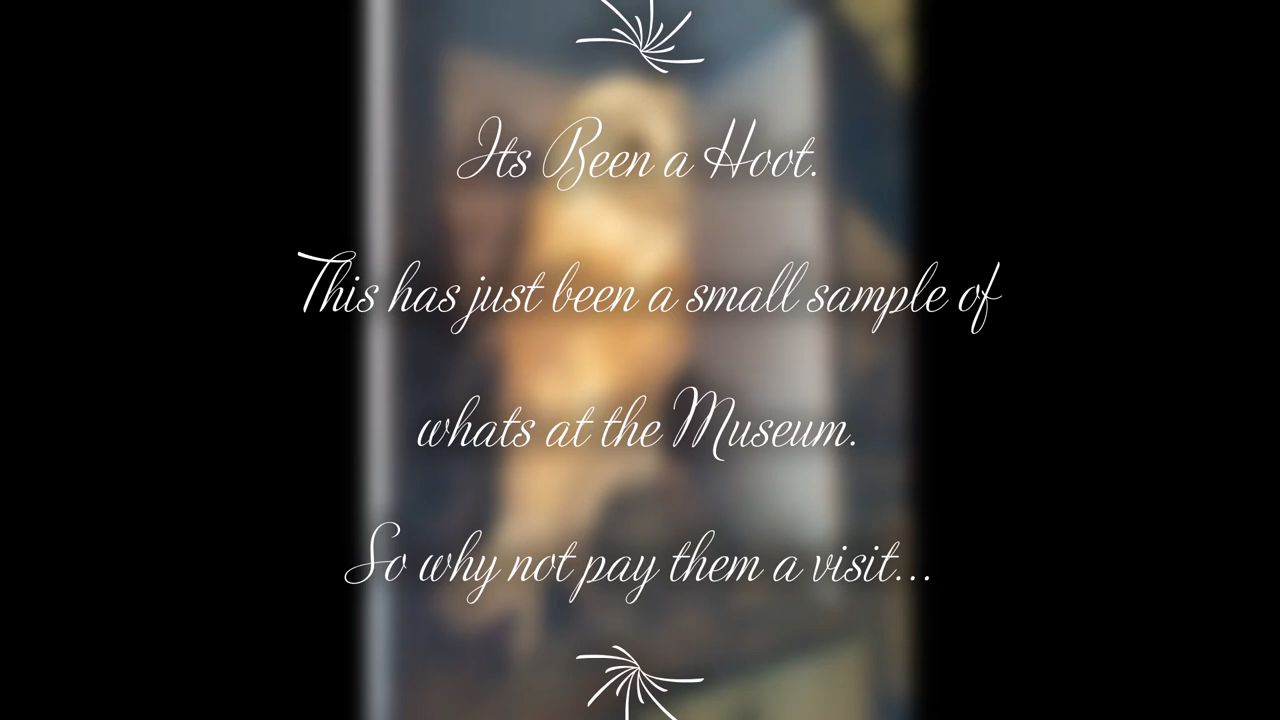 Its Been a Hoot.
This has just been a small sample of
whats at the Museum.
So why not pay them a visit...